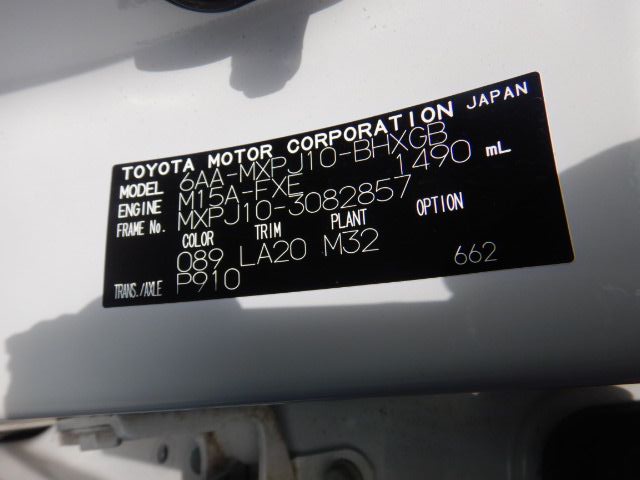 TOYOTA MOTOR CORPORATION JAPAN
MODEL 6AA-MXPJ10-BHXGB
ENGINE M15A-FXE 1490 mL
FRAME No. MXPJ10-3082857
COLOR TRIM PLANT OPTION
089 LA20 M32
TRANS./AXLE P910 662